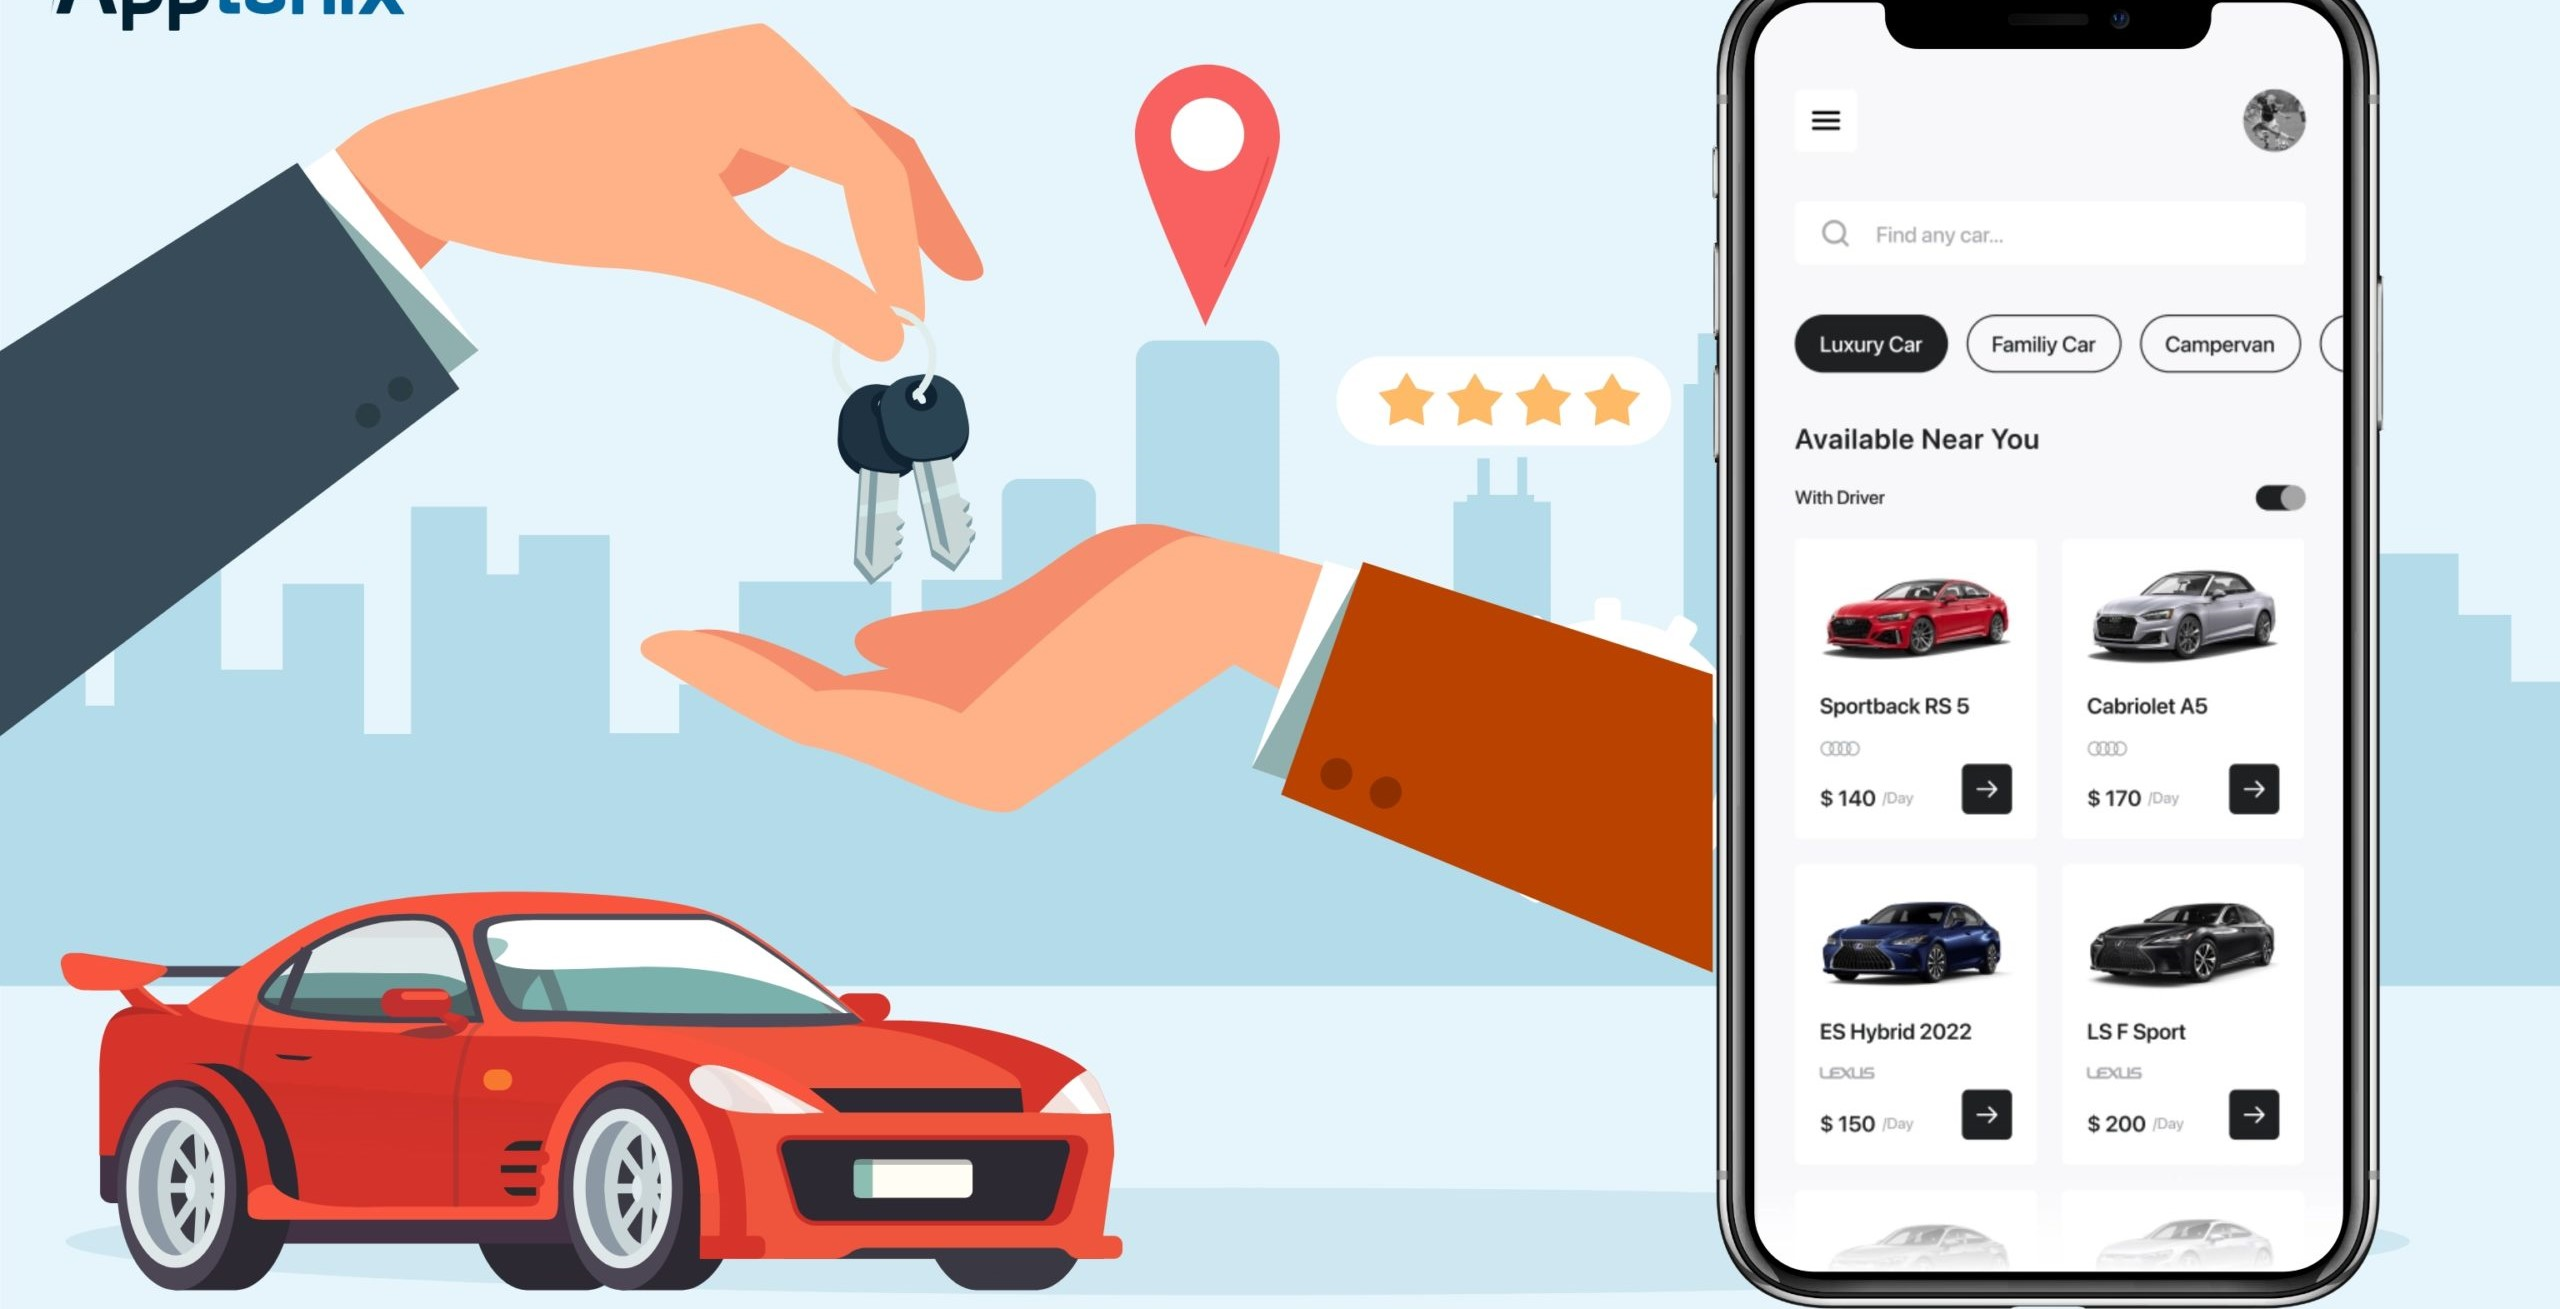 Find any car...
Luxury Car
Familiy Car
Campervan
Available Near You
With Driver
Sportback RS 5
$ 140 /Day
Cabriolet A5
$ 170 /Day
ES Hybrid 2022
LEXUS
$ 150 /Day
LS F Sport
LEXUS
$ 200 /Day